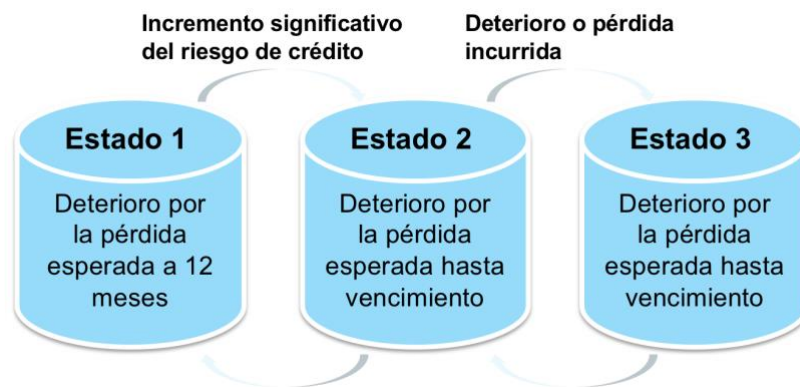 Incremento significativo
del riesgo de crédito
Deterioro o pérdida
incurrida
Estado 1
Deterioro por
la pérdida
esperada a 12
meses
Estado 2
Deterioro por
la pérdida
esperada hasta
vencimiento
Estado 3
Deterioro por
la pérdida
esperada hasta
vencimiento